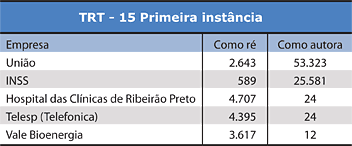 TRT - 15 Primeira instância
Empresa Como ré Como autora
União 2.643 53.323
INSS 589 25.581
Hospital das Clínicas de Ribeirão Preto 4.707 24
Telesp (Telefonica) 4.395 24
Vale Bioenergia 3.617 12